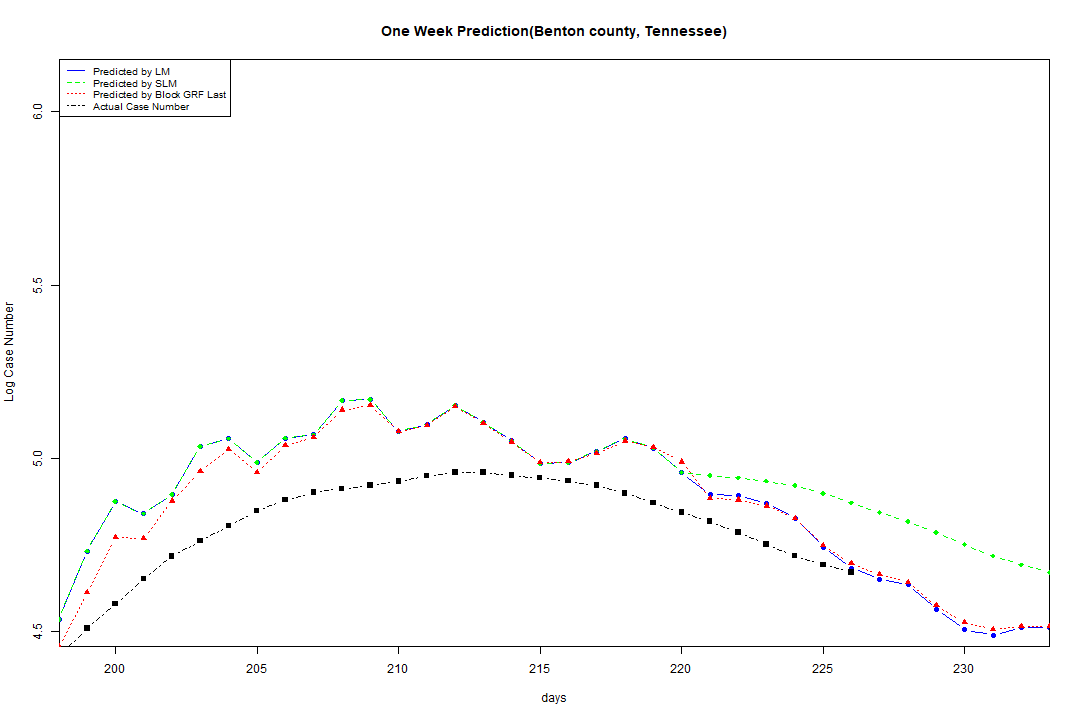 One Week Prediction(Benton county, Tennessee)
Predicted by LM
Predicted by SLM
Predicted by Block GRF Last
Actual Case Number
Log Case Number
6.0
5.5
5.0
4.5
200 205 210 215 220 225 230
days